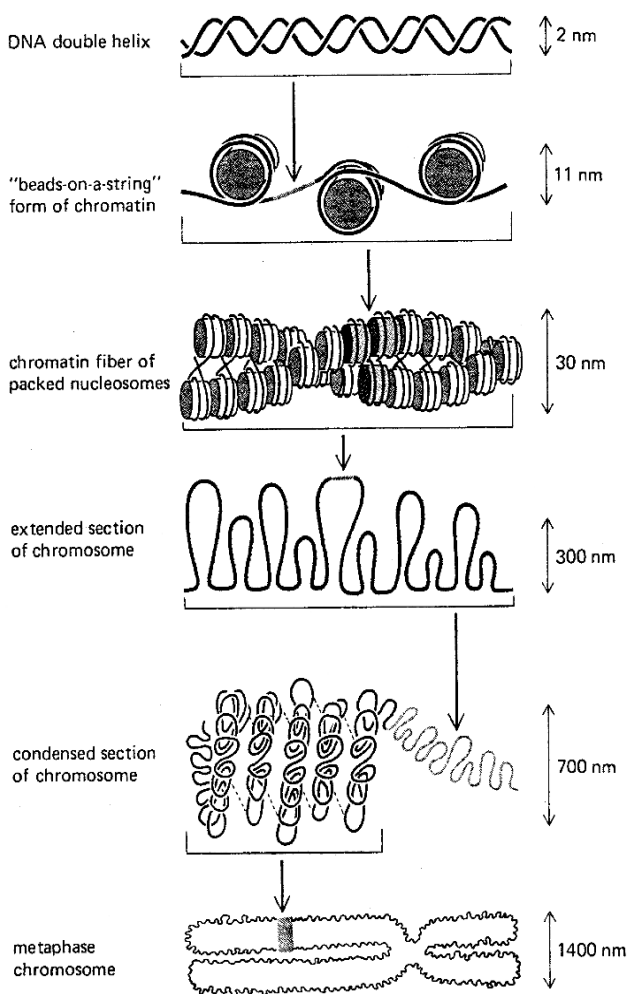 DNA double helix
2 nm
"beads-on-a-string"
form of chromatin
11 nm
chromatin fiber of
packed nucleosomes
30 nm
extended section
of chromosome
300 nm
condensed section
of chromosome
700 nm
metaphase
chromosome
1400 nm